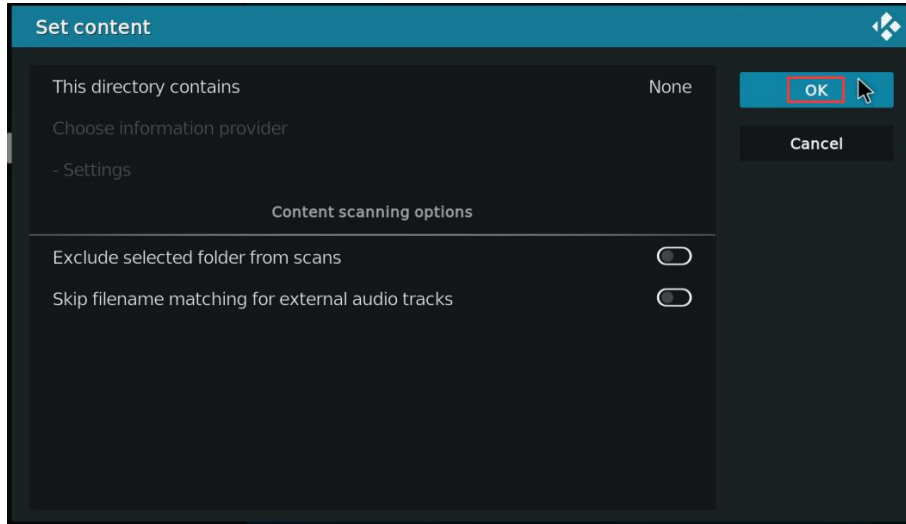 Set content
This directory contains None
OK
Choose information provider
Cancel
- Settings
Content scanning options
Exclude selected folder from scans
Skip filename matching for external audio tracks